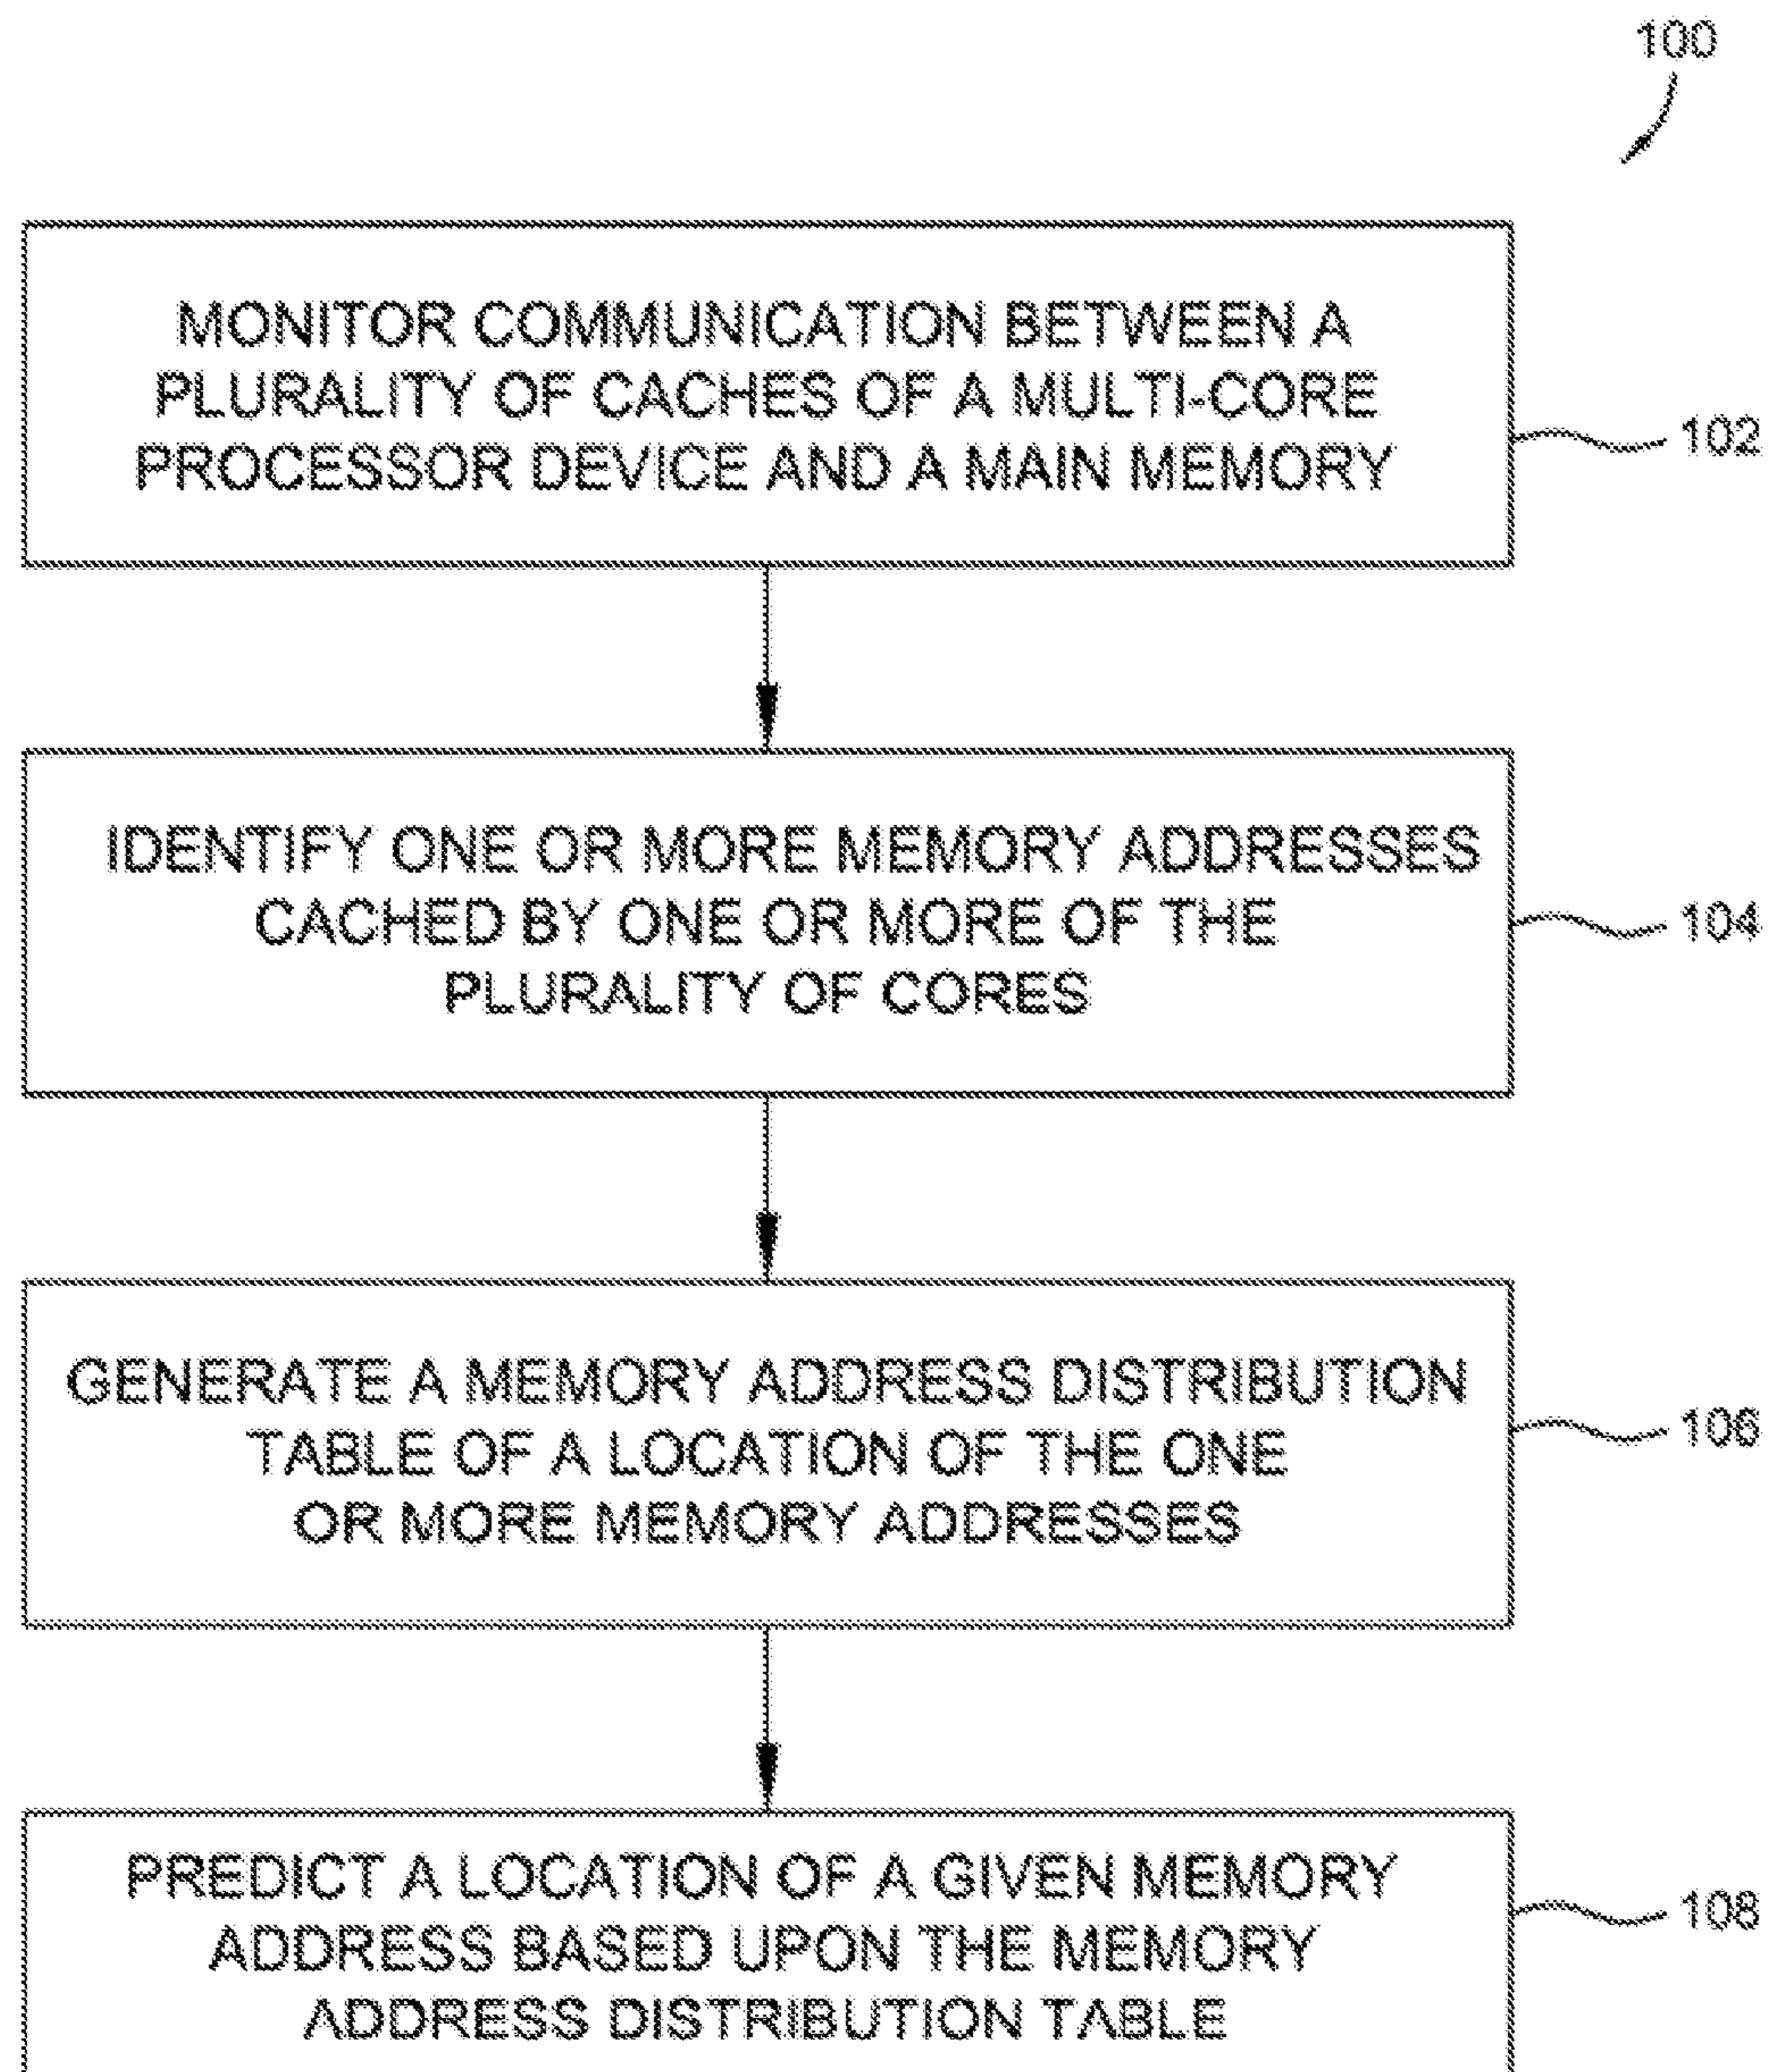 100
MONITOR COMMUNICATION BETWEEN A
PLURALITY OF CACHES OF A MULTI-CORE
PROCESSOR DEVICE AND A MAIN MEMORY
102
IDENTIFY ONE OR MORE MEMORY ADDRESSES
CACHED BY ONE OR MORE OF THE
PLURALITY OF CORES
104
GENERATE A MEMORY ADDRESS DISTRIBUTION
TABLE OF A LOCATION OF THE ONE
OR MORE MEMORY ADDRESSES
106
PREDICT A LOCATION OF A GIVEN MEMORY
ADDRESS BASED UPON THE MEMORY
ADDRESS DISTRIBUTION TABLE
108